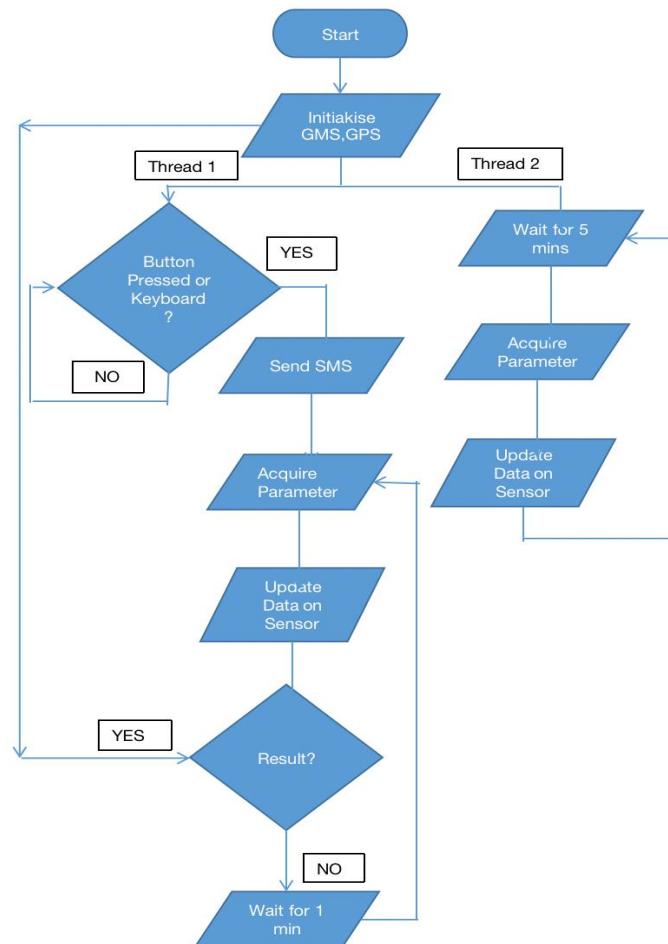 Start
Initiakise
GMS,GPS
Thread 1
Thread 2
Button
Pressed or
Keyboard
?
YES
NO
Wait for 5
mins
Send SMS
Acquire
Parameter
Acquire
Parameter
Update
Data on
Sensor
Update
Data on
Sensor
YES
Result?
NO
Wait for 1
min